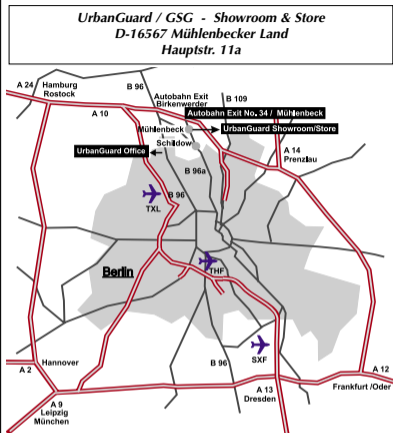 UrbanGuard / GSG - Showroom & Store
D-16567 Mühlenbecker Land
Hauptstr. 11a
A 24
Hamburg
Rostock
B 96
Autobahn Exit
Birkenwerder
B 109
A 10
Autobahn Exit No. 34 / Mühlenbeck
Mühlenbeck
UrbanGuard Showroom/Store
Schildow
UrbanGuard Office
A 14
Prenzlau
B 96a
B 96
TXL
Berlin
THF
B 96
SXF
Hannover
A 2
A 12
Frankfurt /Oder
A 9
Leipzig
München
A 13
Dresden